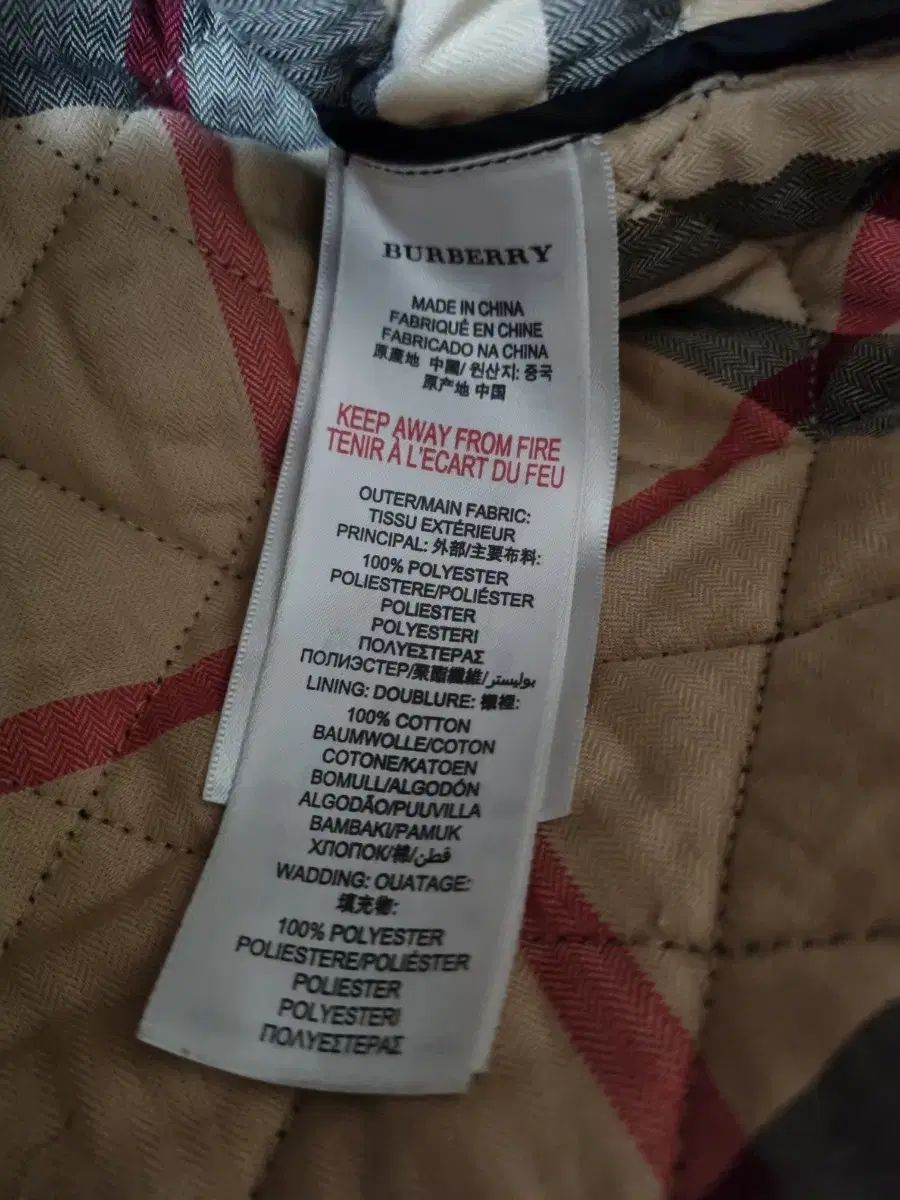 BURBERRY
MADE IN CHINA
FABRIQUÉ EN CHINE
FABRICADO NA CHINA
原產地 中國/ 원산지: 중국
原产地 中国
KEEP AWAY FROM FIRE
TENIR À L'ECART DU FEU
OUTER/MAIN FABRIC:
TISSU EXTÉRIEUR
PRINCIPAL: 外部/主要布料:
100% POLYESTER
POLIESTERE/POLIÉSTER
POLIESTER
POLYESTERI
ΠΟΛΥΕΣΤΕΡΑΣ
ПОЛИЭСТЕР/聚酯纖維/بوليستر
LINING: DOUBLURE: 襯裡:
100% COTTON
BAUMWOLLE/COTON
COTONE/KATOEN
BOMULL/ALGODÓN
ALGODÃO/PUUVILLA
BAMBAKI/PAMUK
ХЛОПОК/棉/قطن
WADDING: OUATAGE:
填充物:
100% POLYESTER
POLIESTERE/POLIÉSTER
POLIESTER
POLYESTERI
ΠΟΛΥΕΣΤΕΡΑΣ